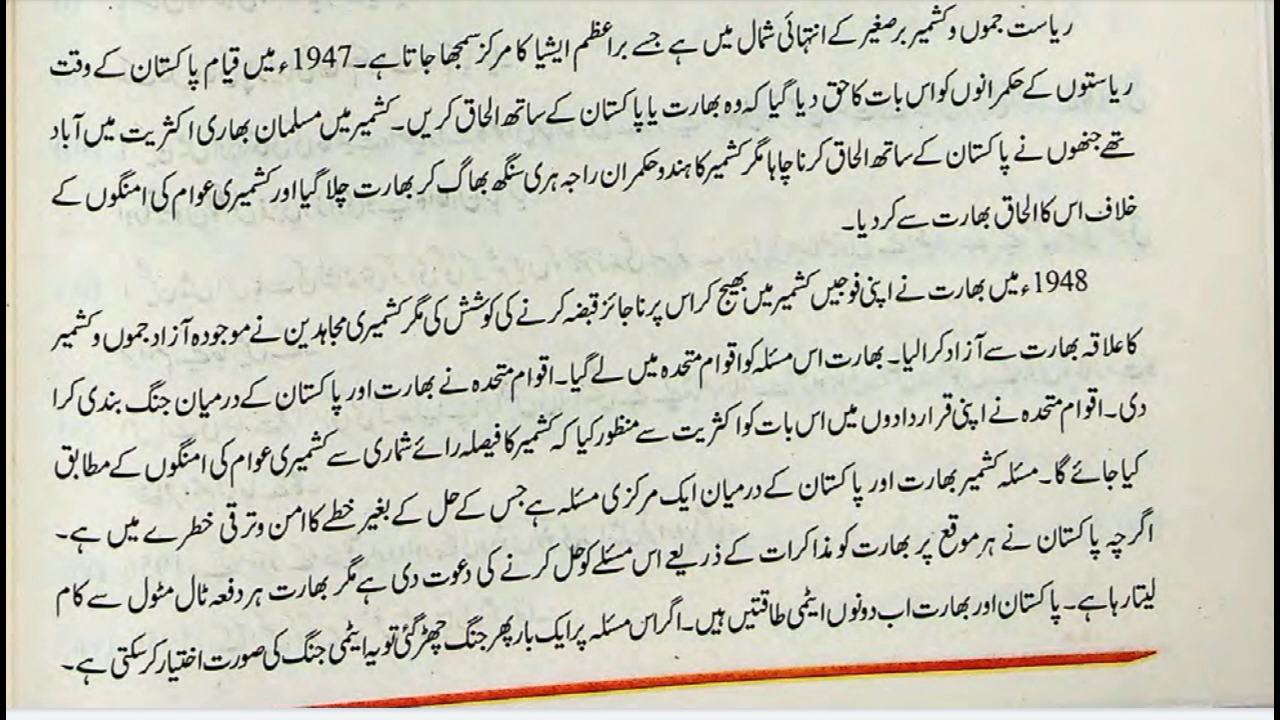 ریاست جموں و کشمیر برصغیر کے انتہائی شمال میں ہے جسے براعظم ایشیا کا مرکز سمجھا جاتا ہے۔ 1947ء میں قیام پاکستان کے وقت
ریاستوں کے حکمرانوں کو اس بات کا حق دیا گیا کہ وہ بھارت یا پاکستان کے ساتھ الحاق کریں۔ کشمیر میں مسلمان بھاری اکثریت میں آباد
تھے جنھوں نے پاکستان کے ساتھ الحاق کرنا چاہا مگر کشمیر کا ہندو حکمران راجہ ہری سنگھ بھاگ کر بھارت چلا گیا اور کشمیری عوام کی امنگوں کے
خلاف اس کا الحاق بھارت سے کر دیا۔
1948ء میں بھارت نے اپنی فوجیں کشمیر میں بھیج کر اس پر ناجائز قبضہ کرنے کی کوشش کی مگر کشمیری مجاہدین نے موجودہ آزاد جموں و کشمیر
کا علاقہ بھارت سے آزاد کرالیا۔ بھارت اس مسئلہ کو اقوام متحدہ میں لے گیا۔ اقوام متحدہ نے بھارت اور پاکستان کے درمیان جنگ بندی کرا
دی۔ اقوام متحدہ نے اپنی قراردادوں میں اس بات کو اکثریت سے منظور کیا کہ کشمیر کا فیصلہ رائے شماری سے کشمیری عوام کی امنگوں کے مطابق
کیا جائے گا۔ مسئلہ کشمیر بھارت اور پاکستان کے درمیان ایک مرکزی مسئلہ ہے جس کے حل کے بغیر خطے کا امن و ترقی خطرے میں ہے۔
اگرچہ پاکستان نے ہر موقع پر بھارت کو مذاکرات کے ذریعے اس مسئلے کو حل کرنے کی دعوت دی ہے مگر بھارت ہر دفعہ ٹال مٹول سے کام
لیتا رہا ہے۔ پاکستان اور بھارت اب دونوں ایٹمی طاقتیں ہیں۔ اگر اس مسئلہ پر ایک بار پھر جنگ چھڑ گئی تو یہ ایٹمی جنگ کی صورت اختیار کر سکتی ہے۔